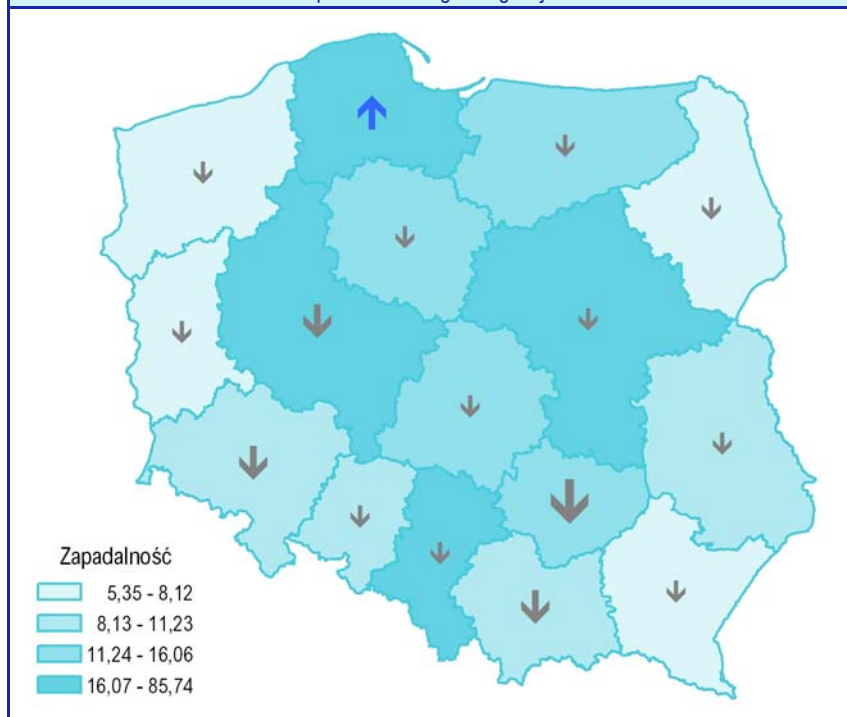 Zapadalność
5,35 - 8,12
8,13 - 11,23
11,24 - 16,06
16,07 - 85,74